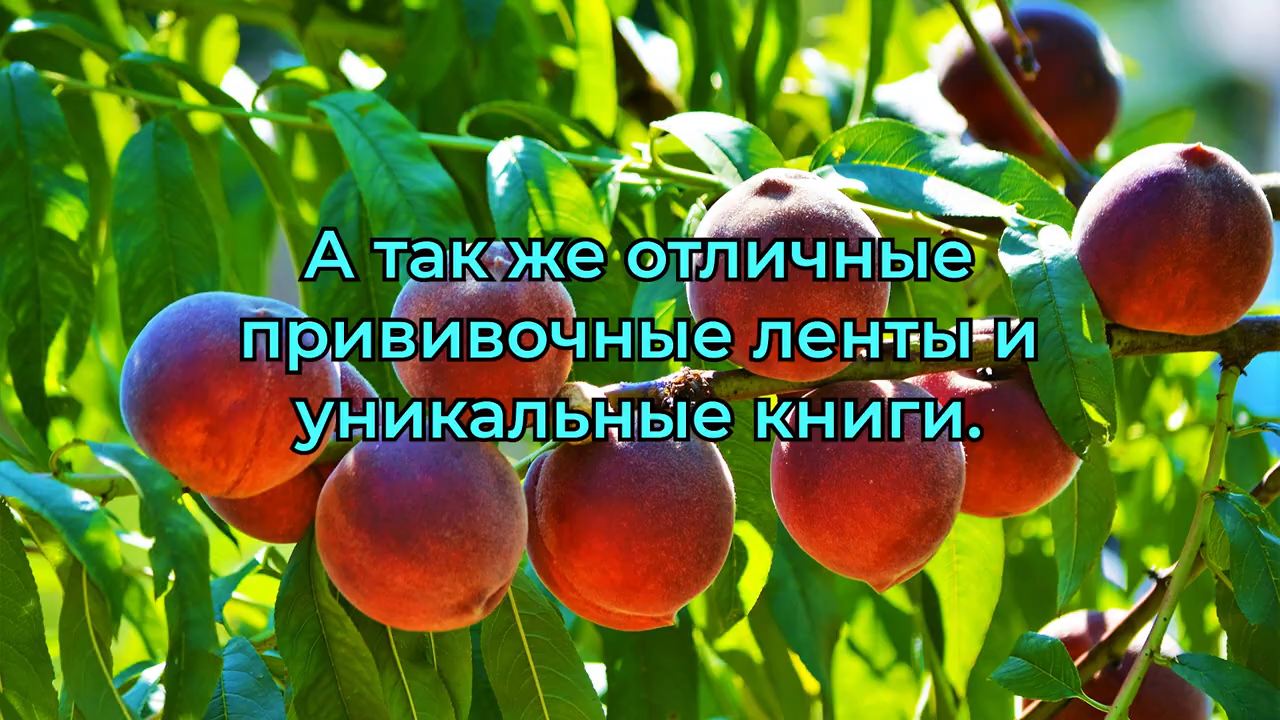 А так же отличные
прививочные ленты и
уникальные книги.